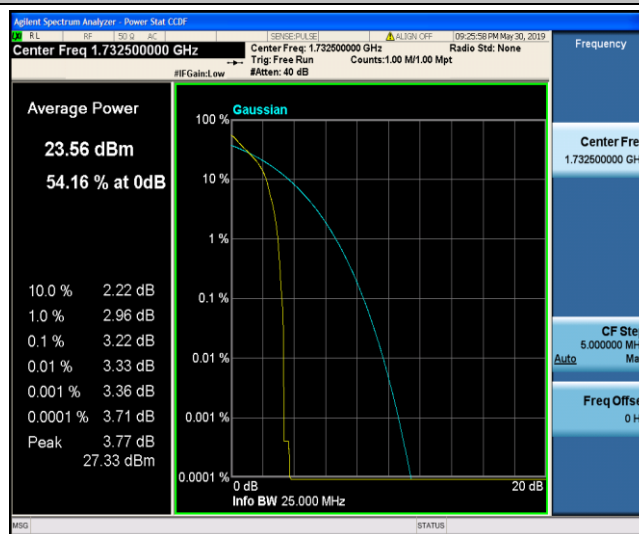 Agilent Spectrum Analyzer - Power Stat CCDF
RL RF 50 Ω AC SENSE:PULSE ALIGN OFF 09:25:58 PM May 30, 2019
Center Freq 1.732500000 GHz
Center Freq: 1.732500000 GHz Radio Std: None
Trig: Free Run Counts:1.00 M/1.00 Mpt
#IFGain:Low #Atten: 40 dB
Frequency
Average Power
23.56 dBm
54.16 % at 0dB
10.0 % 2.22 dB
1.0 % 2.96 dB
0.1 % 3.22 dB
0.01 % 3.33 dB
0.001 % 3.36 dB
0.0001 % 3.71 dB
Peak 3.77 dB
27.33 dBm
Gaussian
100 %
10 %
1 %
0.1 %
0.01 %
0.001 %
0.0001 %
0 dB 20 dB
Info BW 25.000 MHz
Center Fre
1.732500000 GH
CF Ste
5.000000 MH
Auto Ma
Freq Offse
0 H
MSG STATUS